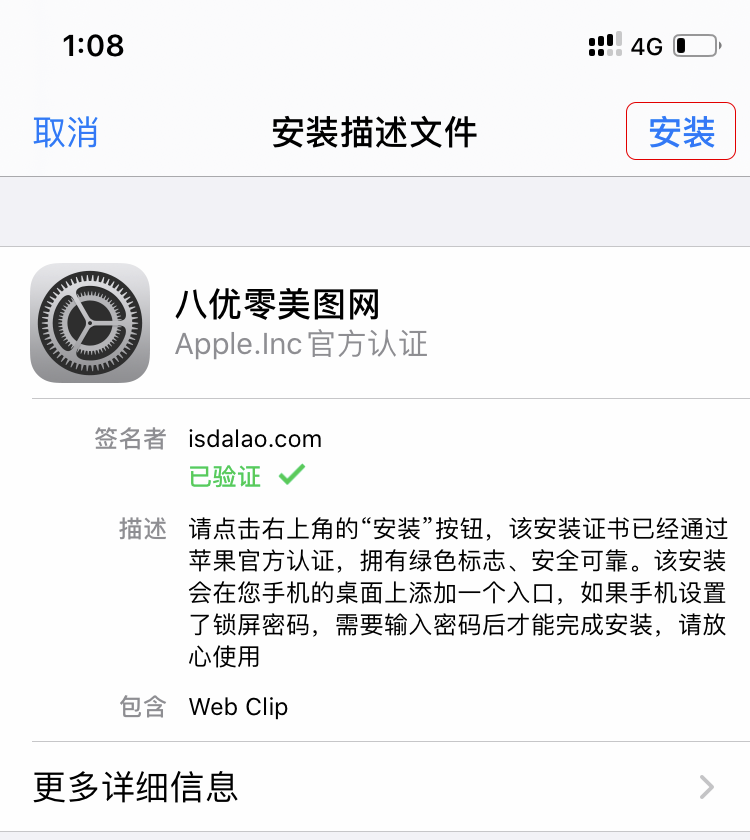 1:08
4G
取消
安装描述文件
安装
八优零美图网
Apple.Inc官方认证
签名者
isdalao.com
已验证
描述
请点击右上角的“安装”按钮，该安装证书已经通过
苹果官方认证，拥有绿色标志、安全可靠。该安装
会在您手机的桌面上添加一个入口，如果手机设置
了锁屏密码，需要输入密码后才能完成安装，请放
心使用
包含
Web Clip
更多详细信息